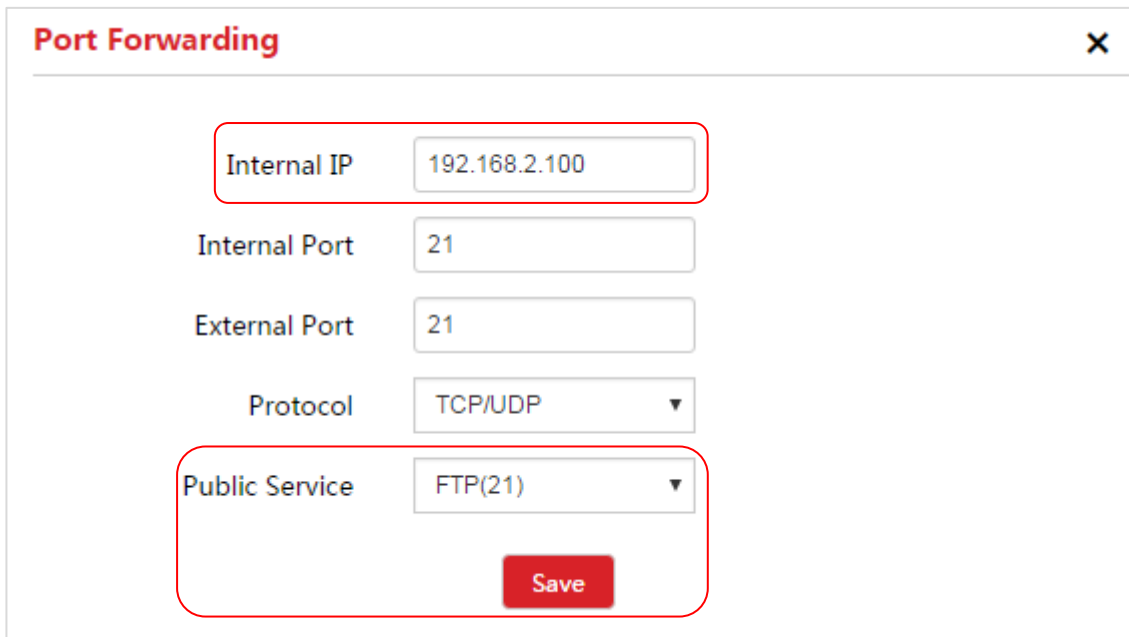 Port Forwarding
Internal IP 192.168.2.100
Internal Port 21
External Port 21
Protocol TCP/UDP
Public Service FTP(21)
Save